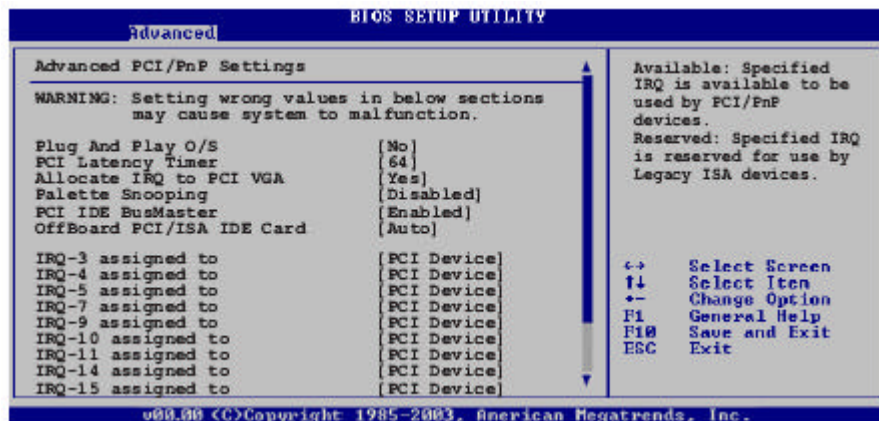 BIOS SETUP UTILITY
Advanced
Advanced PCI/PnP Settings
WARNING: Setting wrong values in below sections
may cause system to malfunction.
Plug And Play O/S [No]
PCI Latency Timer [64]
Allocate IRQ to PCI VGA [Yes]
Palette Snooping [Disabled]
PCI IDE BusMaster [Enabled]
OffBoard PCI/ISA IDE Card [Auto]
IRQ-3 assigned to [PCI Device]
IRQ-4 assigned to [PCI Device]
IRQ-5 assigned to [PCI Device]
IRQ-7 assigned to [PCI Device]
IRQ-9 assigned to [PCI Device]
IRQ-10 assigned to [PCI Device]
IRQ-11 assigned to [PCI Device]
IRQ-14 assigned to [PCI Device]
IRQ-15 assigned to [PCI Device]
Available: Specified
IRQ is available to be
used by PCI/PnP
devices.
Reserved: Specified IRQ
is reserved for use by
Legacy ISA devices.
←→ Select Screen
↑↓ Select Item
+- Change Option
F1 General Help
F10 Save and Exit
ESC Exit
v00.00 (C)Copyright 1985-2003, American Megatrends, Inc.